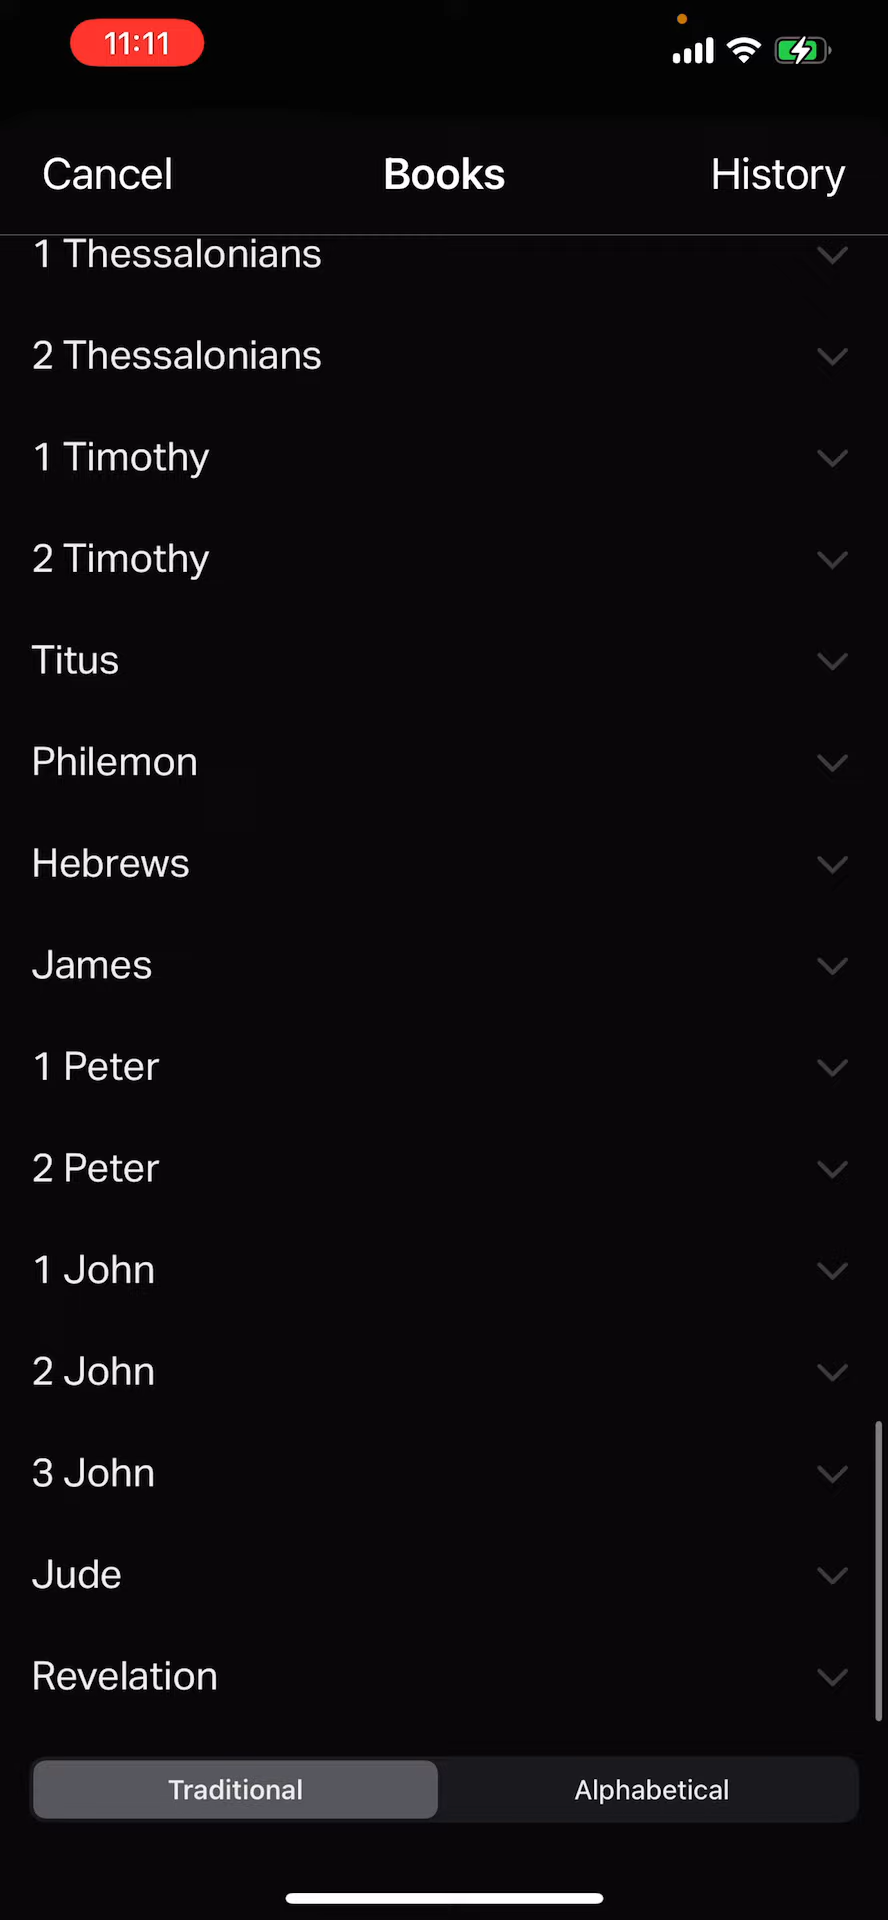 11:11
Cancel Books History
1 Thessalonians
2 Thessalonians
1 Timothy
2 Timothy
Titus
Philemon
Hebrews
James
1 Peter
2 Peter
1 John
2 John
3 John
Jude
Revelation
Traditional Alphabetical